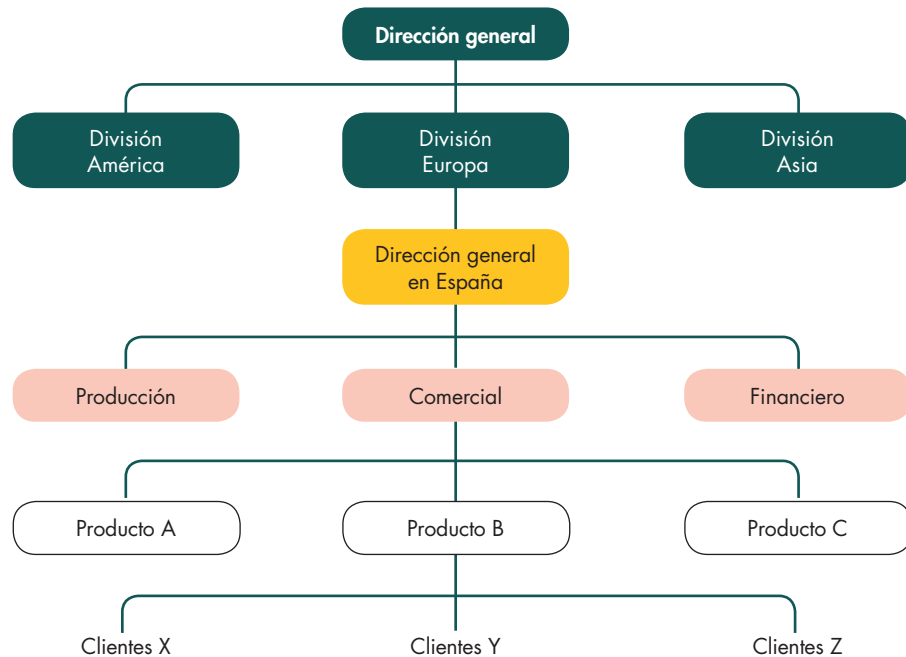 Dirección general
División
América
División
Europa
División
Asia
Dirección general
en España
Producción
Comercial
Financiero
Producto A
Producto B
Producto C
Clientes X
Clientes Y
Clientes Z